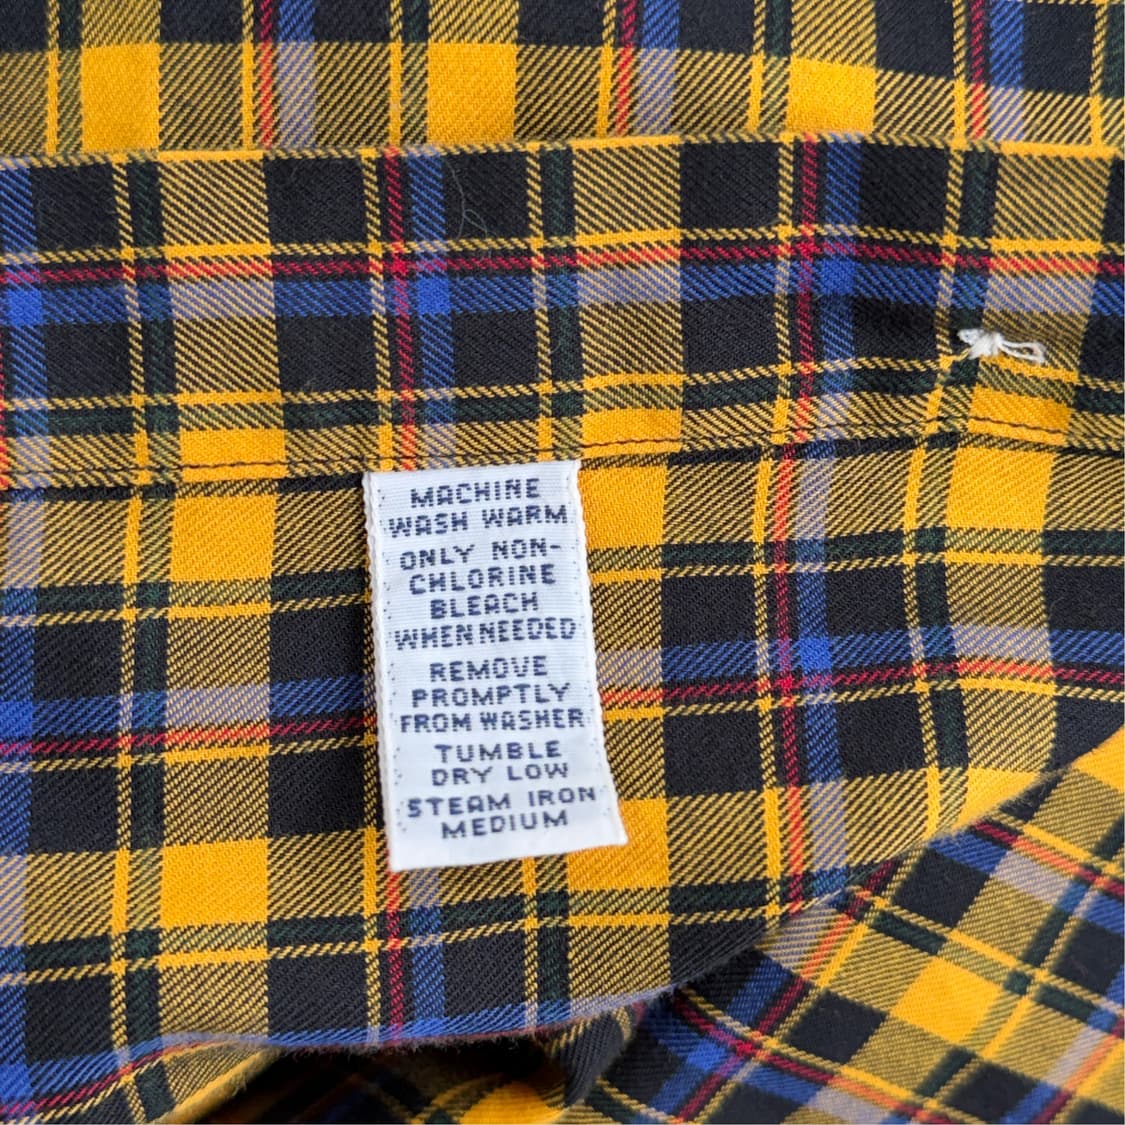 MACHINE
WASH WARM
ONLY NON-
CHLORINE
BLEACH
WHEN NEEDED
REMOVE
PROMPTLY
FROM WASHER
TUMBLE
DRY LOW
STEAM IRON
MEDIUM